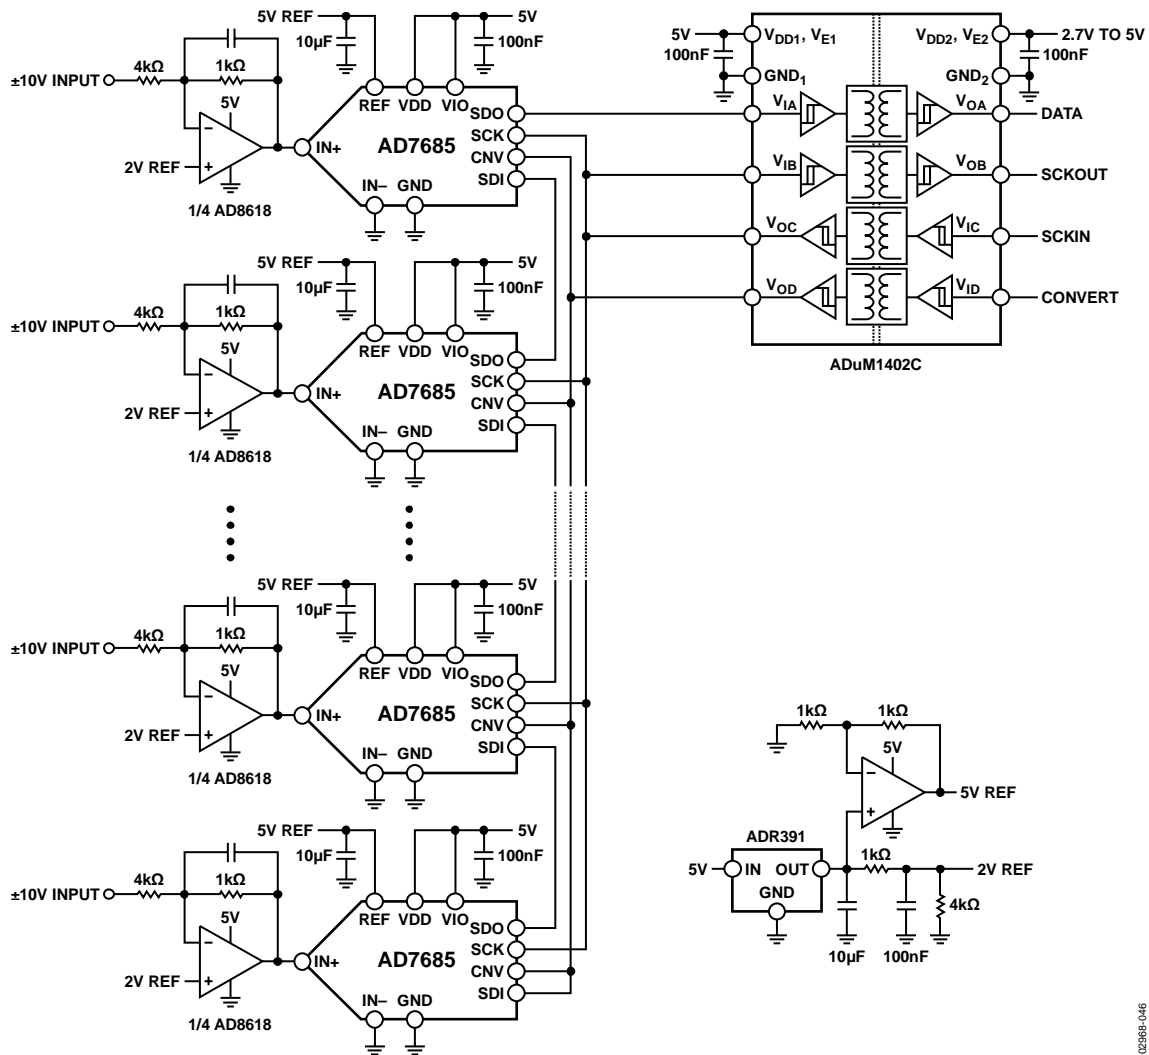 5V REF
5V
10µF
100nF
±10V INPUT
4kΩ
1kΩ
5V
REF VDD VIO
SDO
SCK
CNV
SDI
IN+
AD7685
2V REF
IN– GND
1/4 AD8618
5V REF
5V
10µF
100nF
±10V INPUT
4kΩ
1kΩ
5V
REF VDD VIO
SDO
SCK
CNV
SDI
IN+
AD7685
2V REF
IN– GND
1/4 AD8618
5V REF
5V
10µF
100nF
±10V INPUT
4kΩ
1kΩ
5V
REF VDD VIO
SDO
SCK
CNV
SDI
IN+
AD7685
2V REF
IN– GND
1/4 AD8618
5V REF
5V
10µF
100nF
±10V INPUT
4kΩ
1kΩ
5V
REF VDD VIO
SDO
SCK
CNV
SDI
IN+
AD7685
2V REF
IN– GND
1/4 AD8618
5V
100nF
VDD1, VE1
VDD2, VE2
2.7V TO 5V
100nF
GND1
GND2
VIA
VOA
DATA
VIB
VOB
SCKOUT
VOC
VIC
SCKIN
VOD
VID
CONVERT
ADuM1402C
1kΩ
1kΩ
5V
–
+
5V REF
ADR391
5V
IN OUT
GND
1kΩ
2V REF
4kΩ
10µF
100nF
02968-046